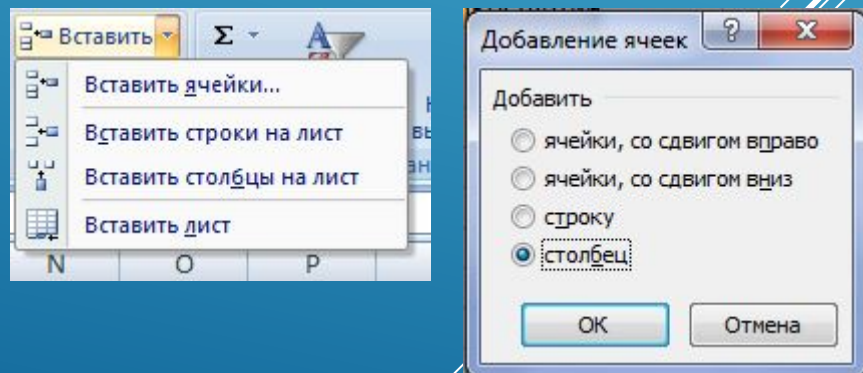 Вставить Σ
Вставить ячейки...
Вставить строки на лист
Вставить столбцы на лист
Вставить лист
N O P
Добавление ячеек
Добавить
ячейки, со сдвигом вправо
ячейки, со сдвигом вниз
строку
столбец
ОК Отмена